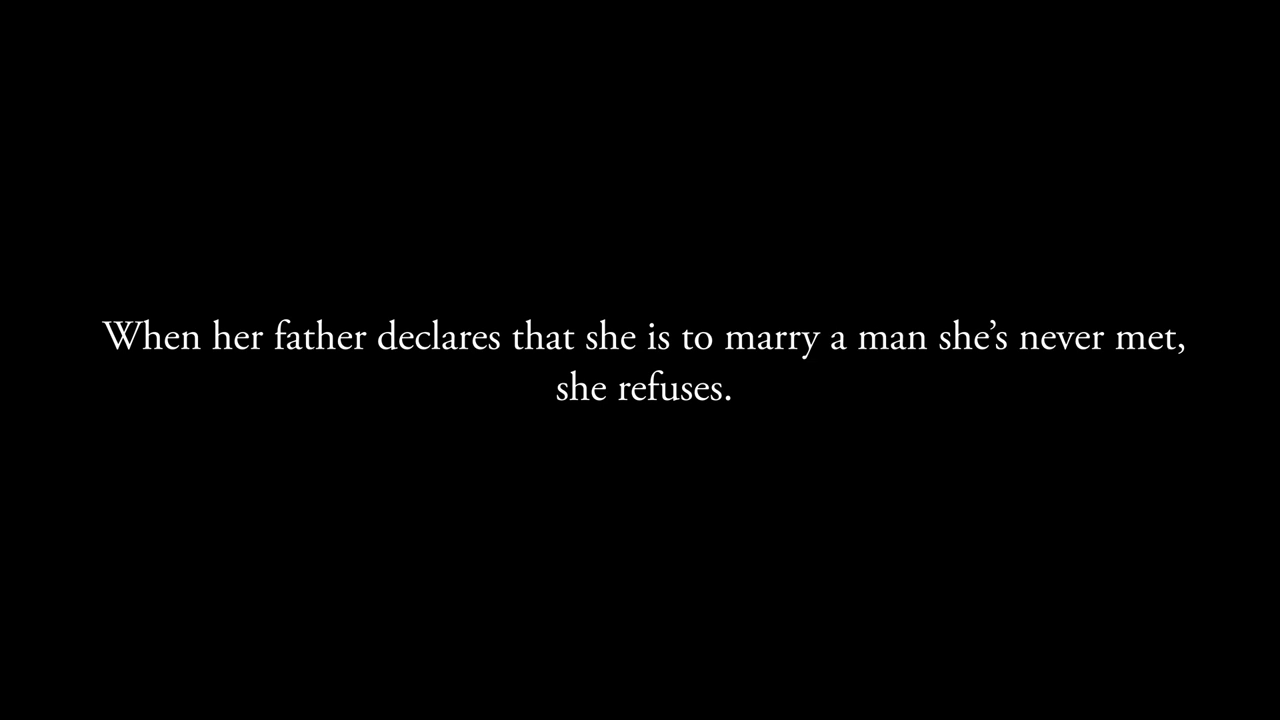 When her father declares that she is to marry a man she’s never met,
she refuses.